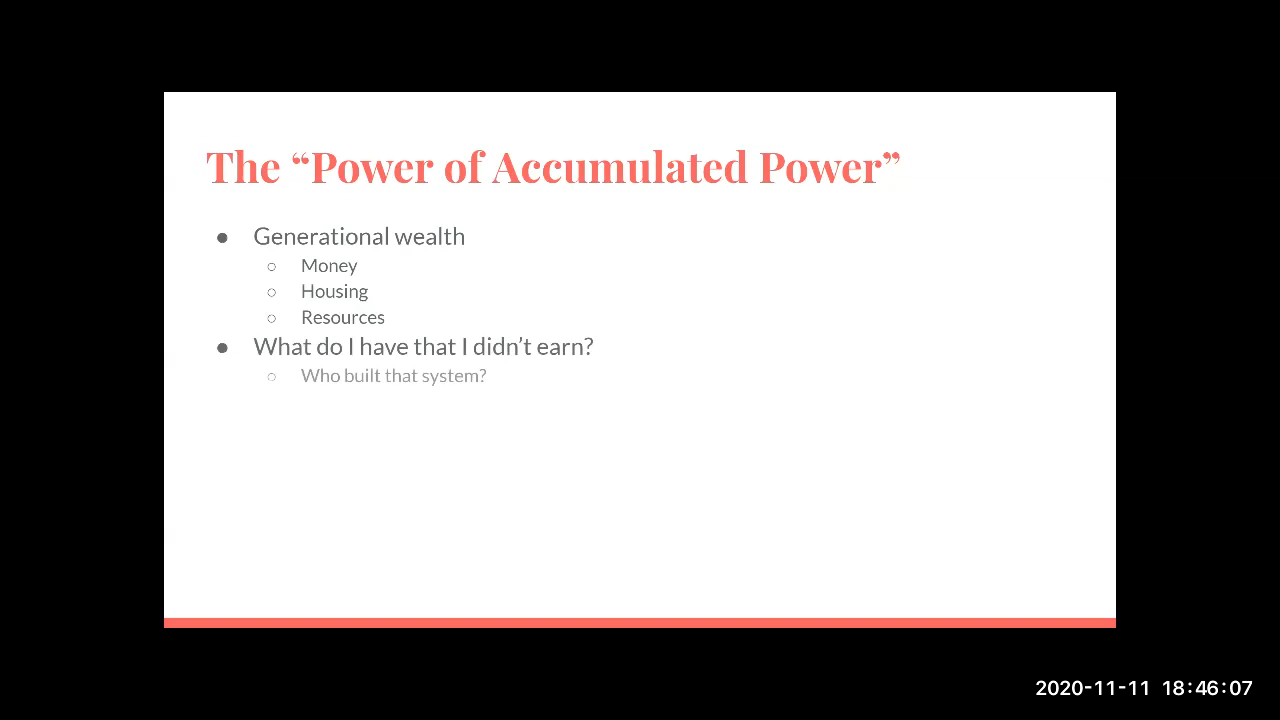 The “Power of Accumulated Power”
● Generational wealth
○ Money
○ Housing
○ Resources
● What do I have that I didn’t earn?
○ Who built that system?
2020-11-11 18:46:07